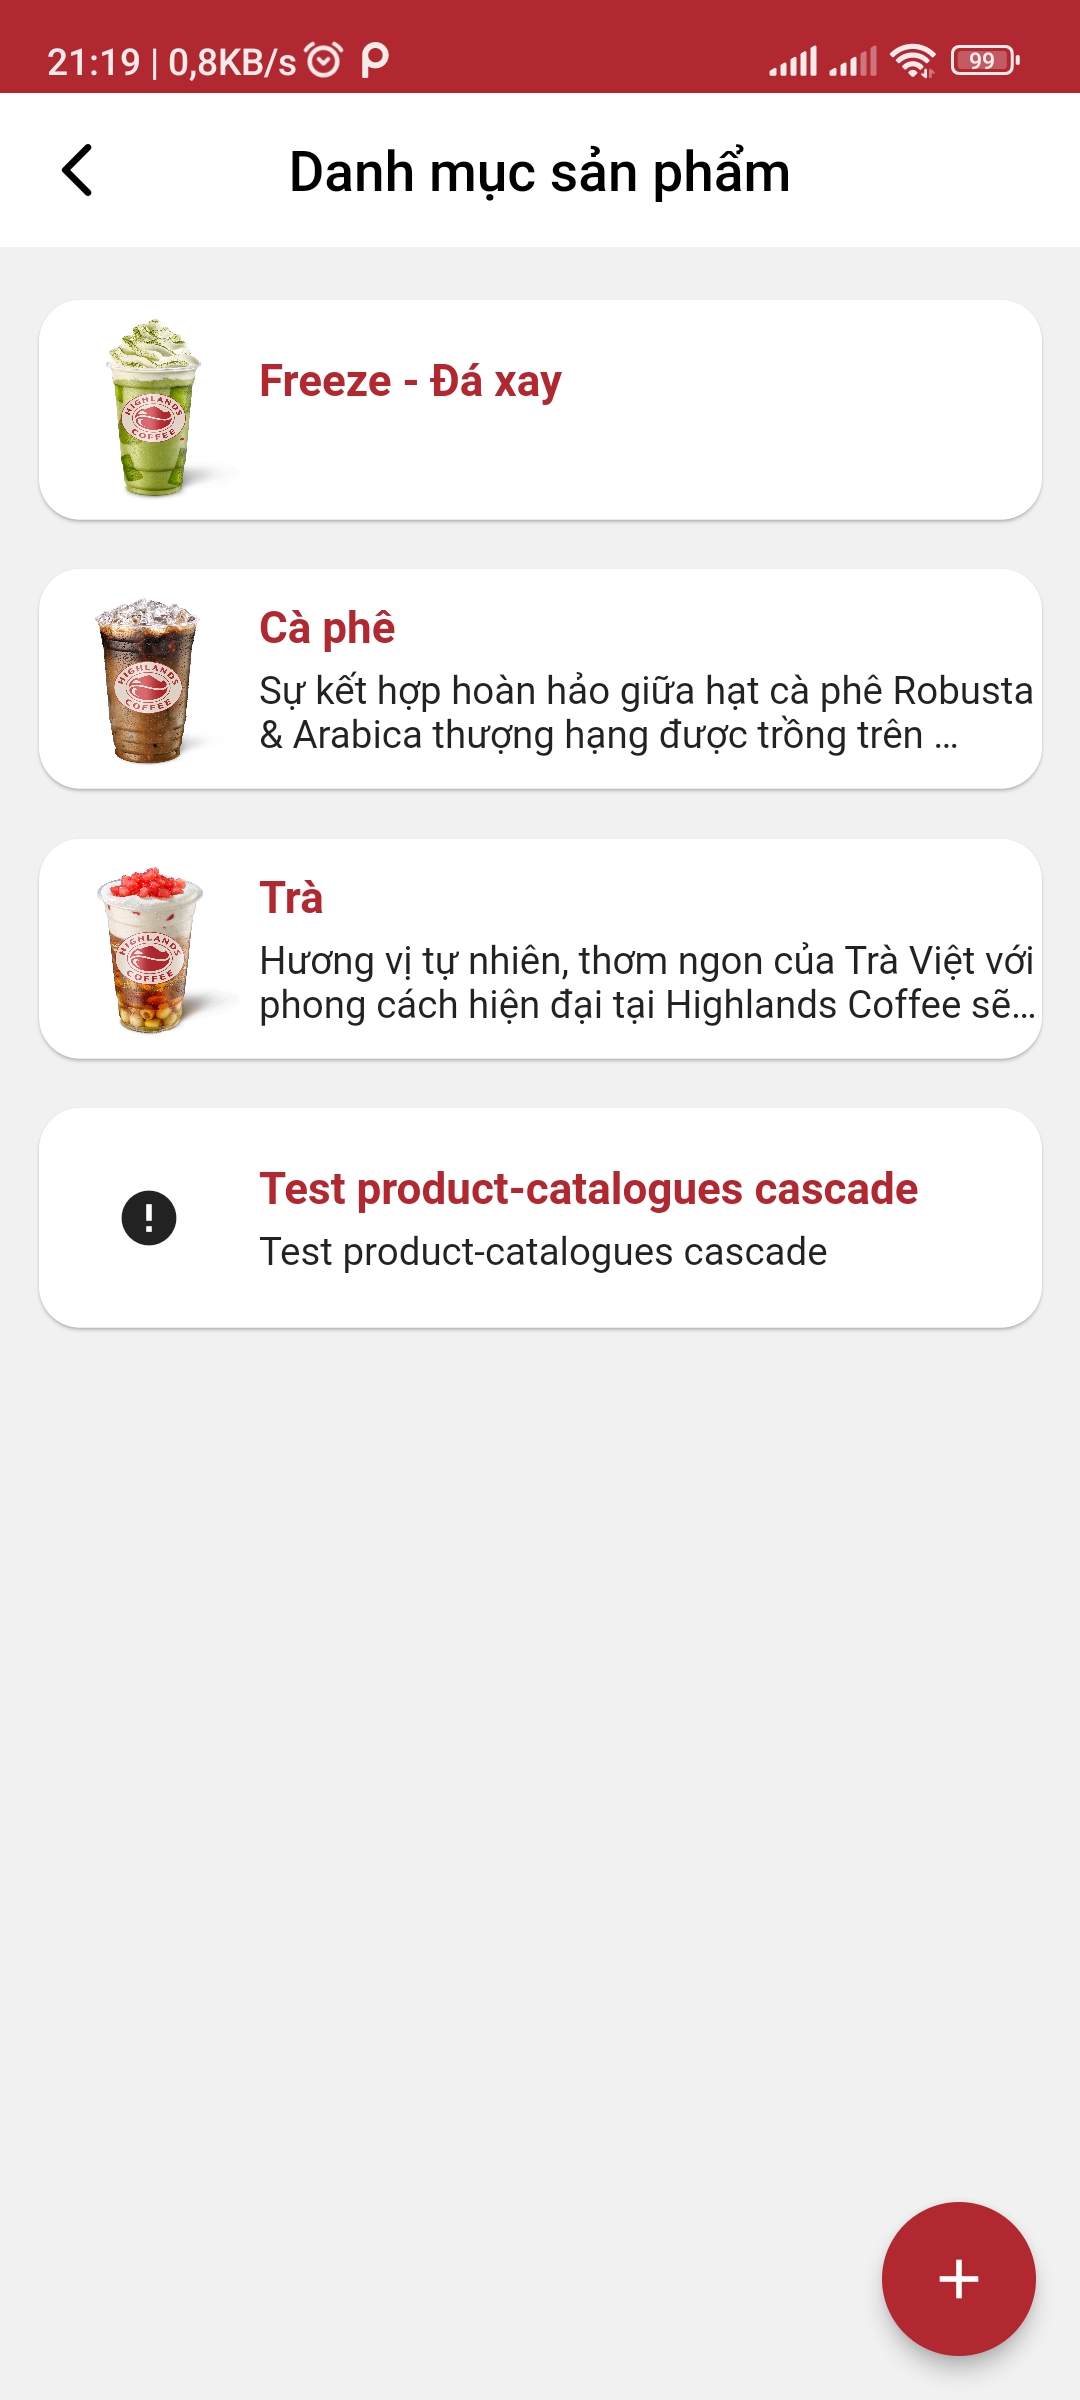 21:19 | 0,8KB/s
99
Danh mục sản phẩm
HIGHLANDS
COFFEE
Freeze - Đá xay
HIGHLANDS
COFFEE
Cà phê
Sự kết hợp hoàn hảo giữa hạt cà phê Robusta
& Arabica thượng hạng được trồng trên ...
HIGHLANDS
COFFEE
Trà
Hương vị tự nhiên, thơm ngon của Trà Việt với
phong cách hiện đại tại Highlands Coffee sẽ...
Test product-catalogues cascade
Test product-catalogues cascade